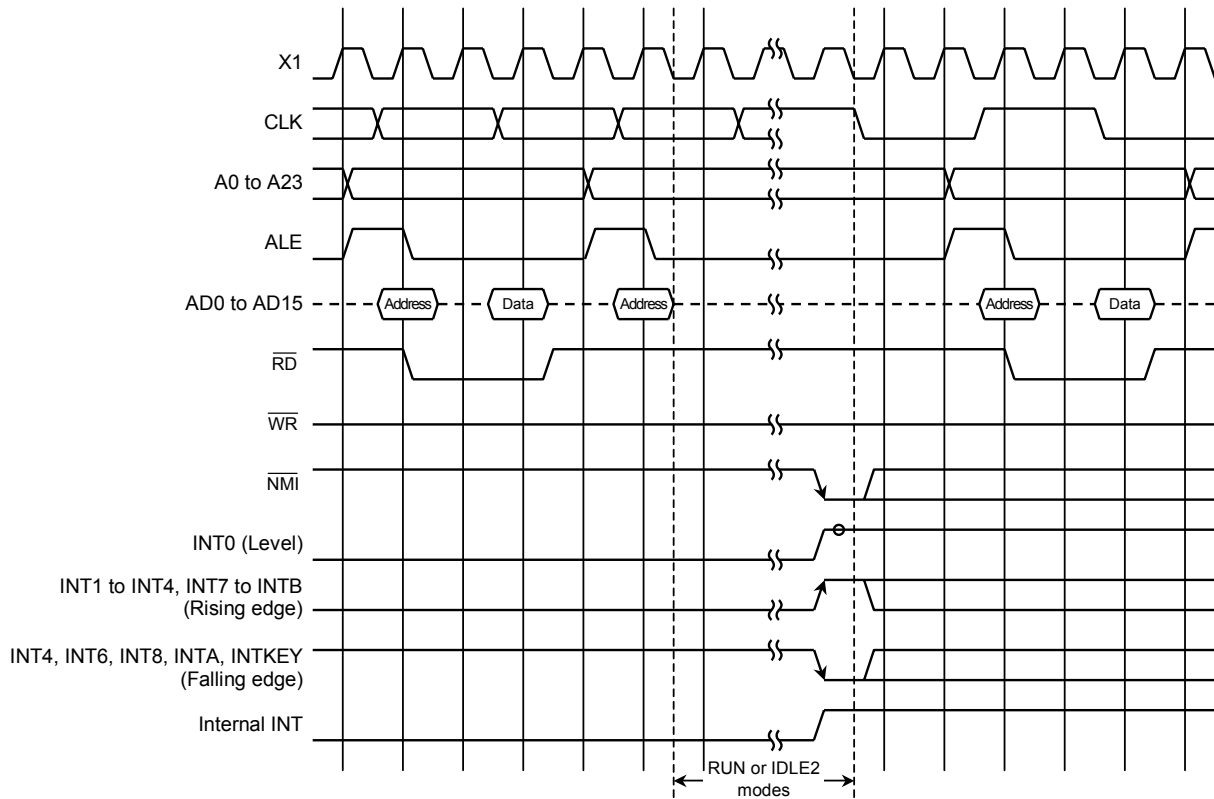 X1
CLK
A0 to A23
ALE
AD0 to AD15
Address
Data
Address
Address
Data
RD
WR
NMI
INT0 (Level)
INT1 to INT4, INT7 to INTB
(Rising edge)
INT4, INT6, INT8, INTA, INTKEY
(Falling edge)
Internal INT
RUN or IDLE2
modes